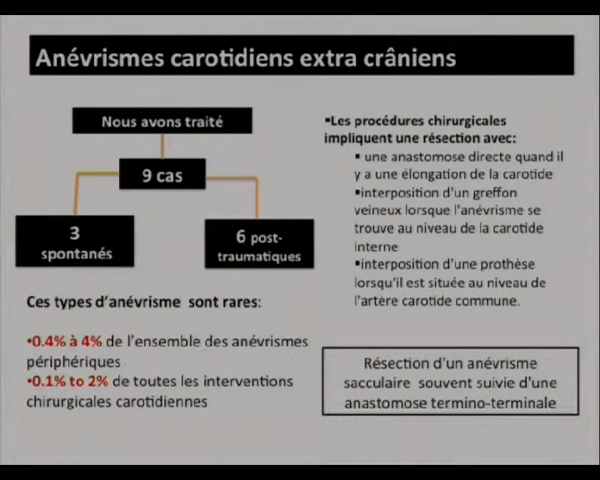 Anévrismes carotidiens extra crâniens
Nous avons traité
9 cas
3
spontanés
6 post-
traumatiques
Ces types d'anévrisme sont rares:
•0.4% à 4% de l'ensemble des anévrismes
périphériques
•0.1% to 2% de toutes les interventions
chirurgicales carotidiennes
▪Les procédures chirurgicales
impliquent une résection avec:
▪ une anastomose directe quand il
y a une élongation de la carotide
▪interposition d'un greffon
veineux lorsque l'anévrisme se
trouve au niveau de la carotide
interne
▪interposition d'une prothèse
lorsqu'il est située au niveau de
l'artère carotide commune.
Résection d'un anévrisme
sacculaire souvent suivie d'une
anastomose termino-terminale